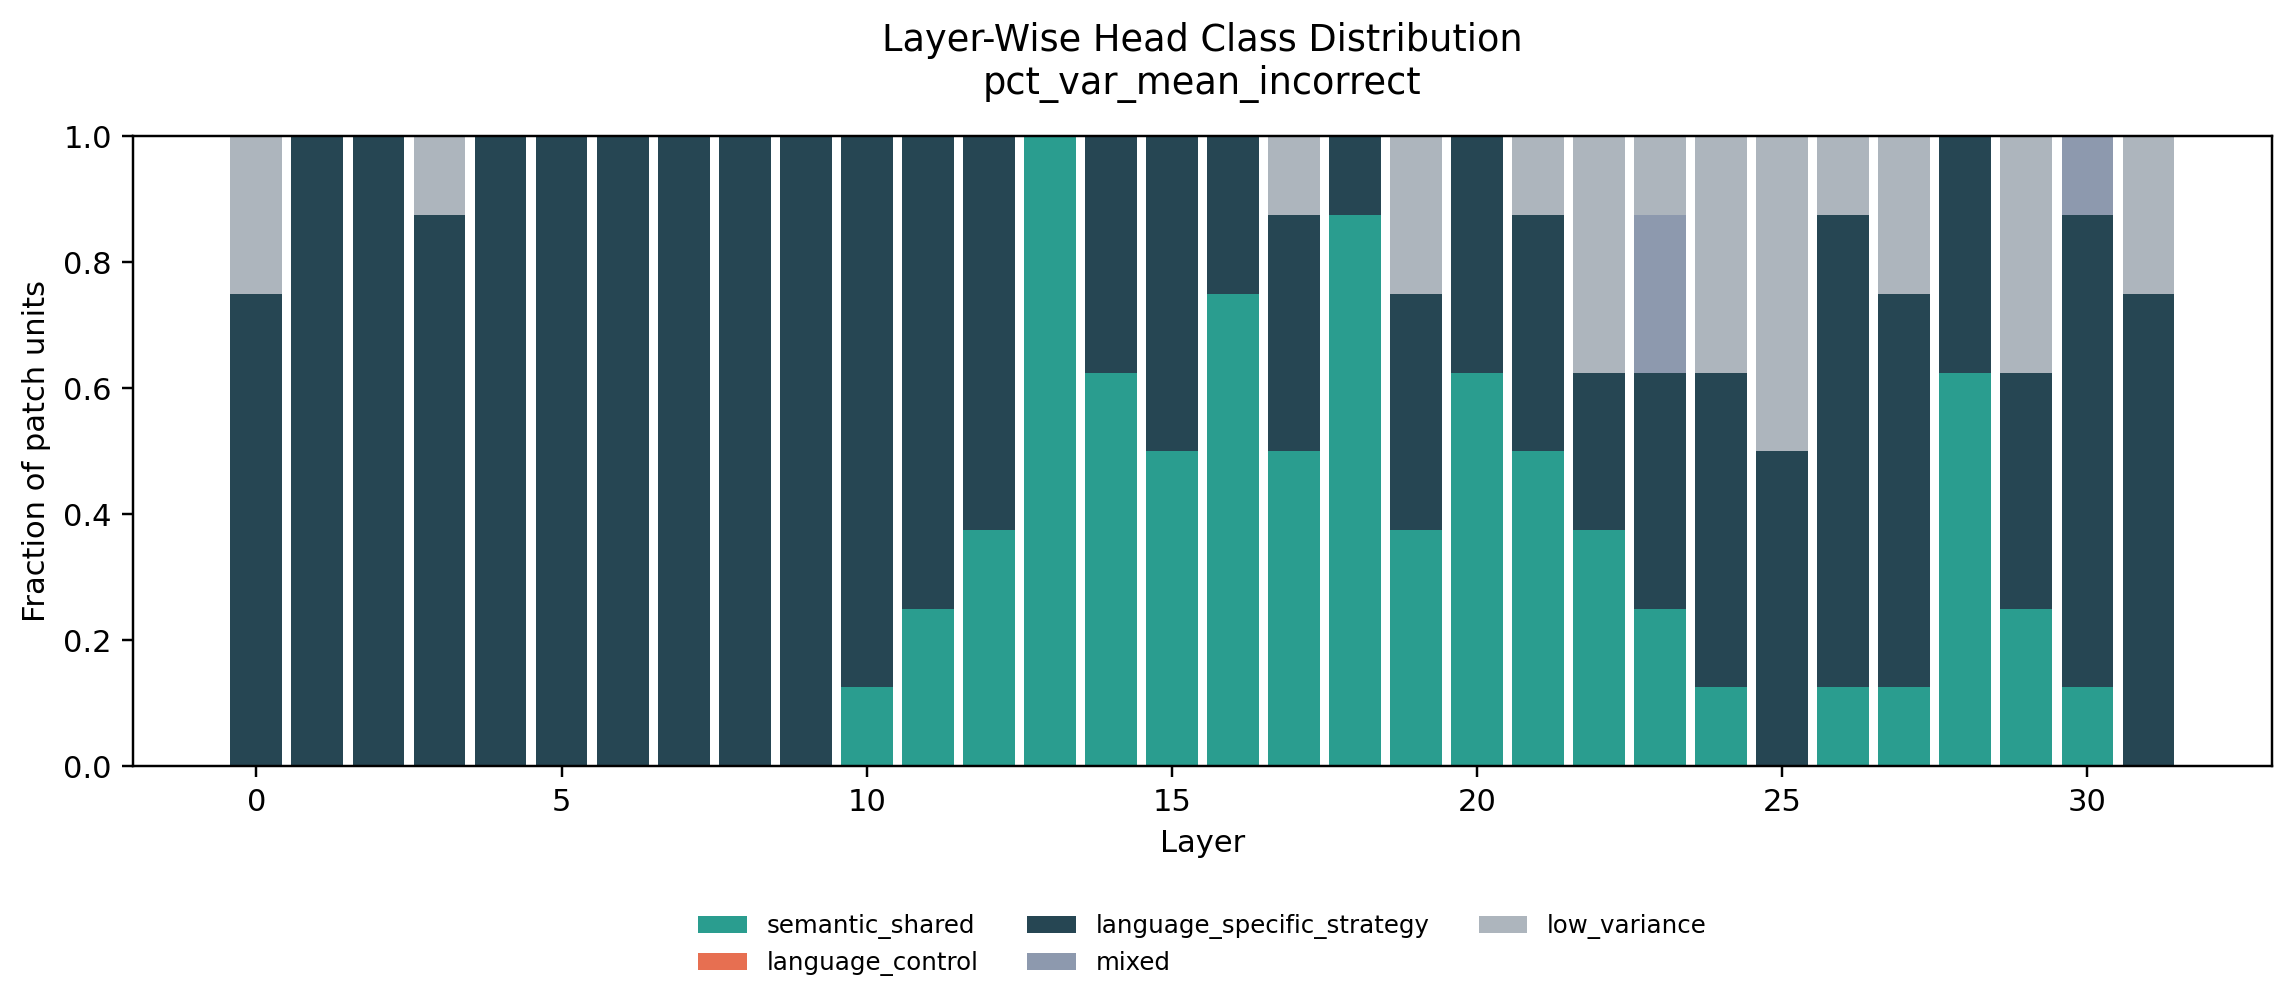 Layer-Wise Head Class Distribution
pct_var_mean_incorrect
1.0
0.8
0.6
0.4
0.2
0.0
Fraction of patch units
0 5 10 15 20 25 30
Layer
semantic_shared language_specific_strategy low_variance
language_control mixed